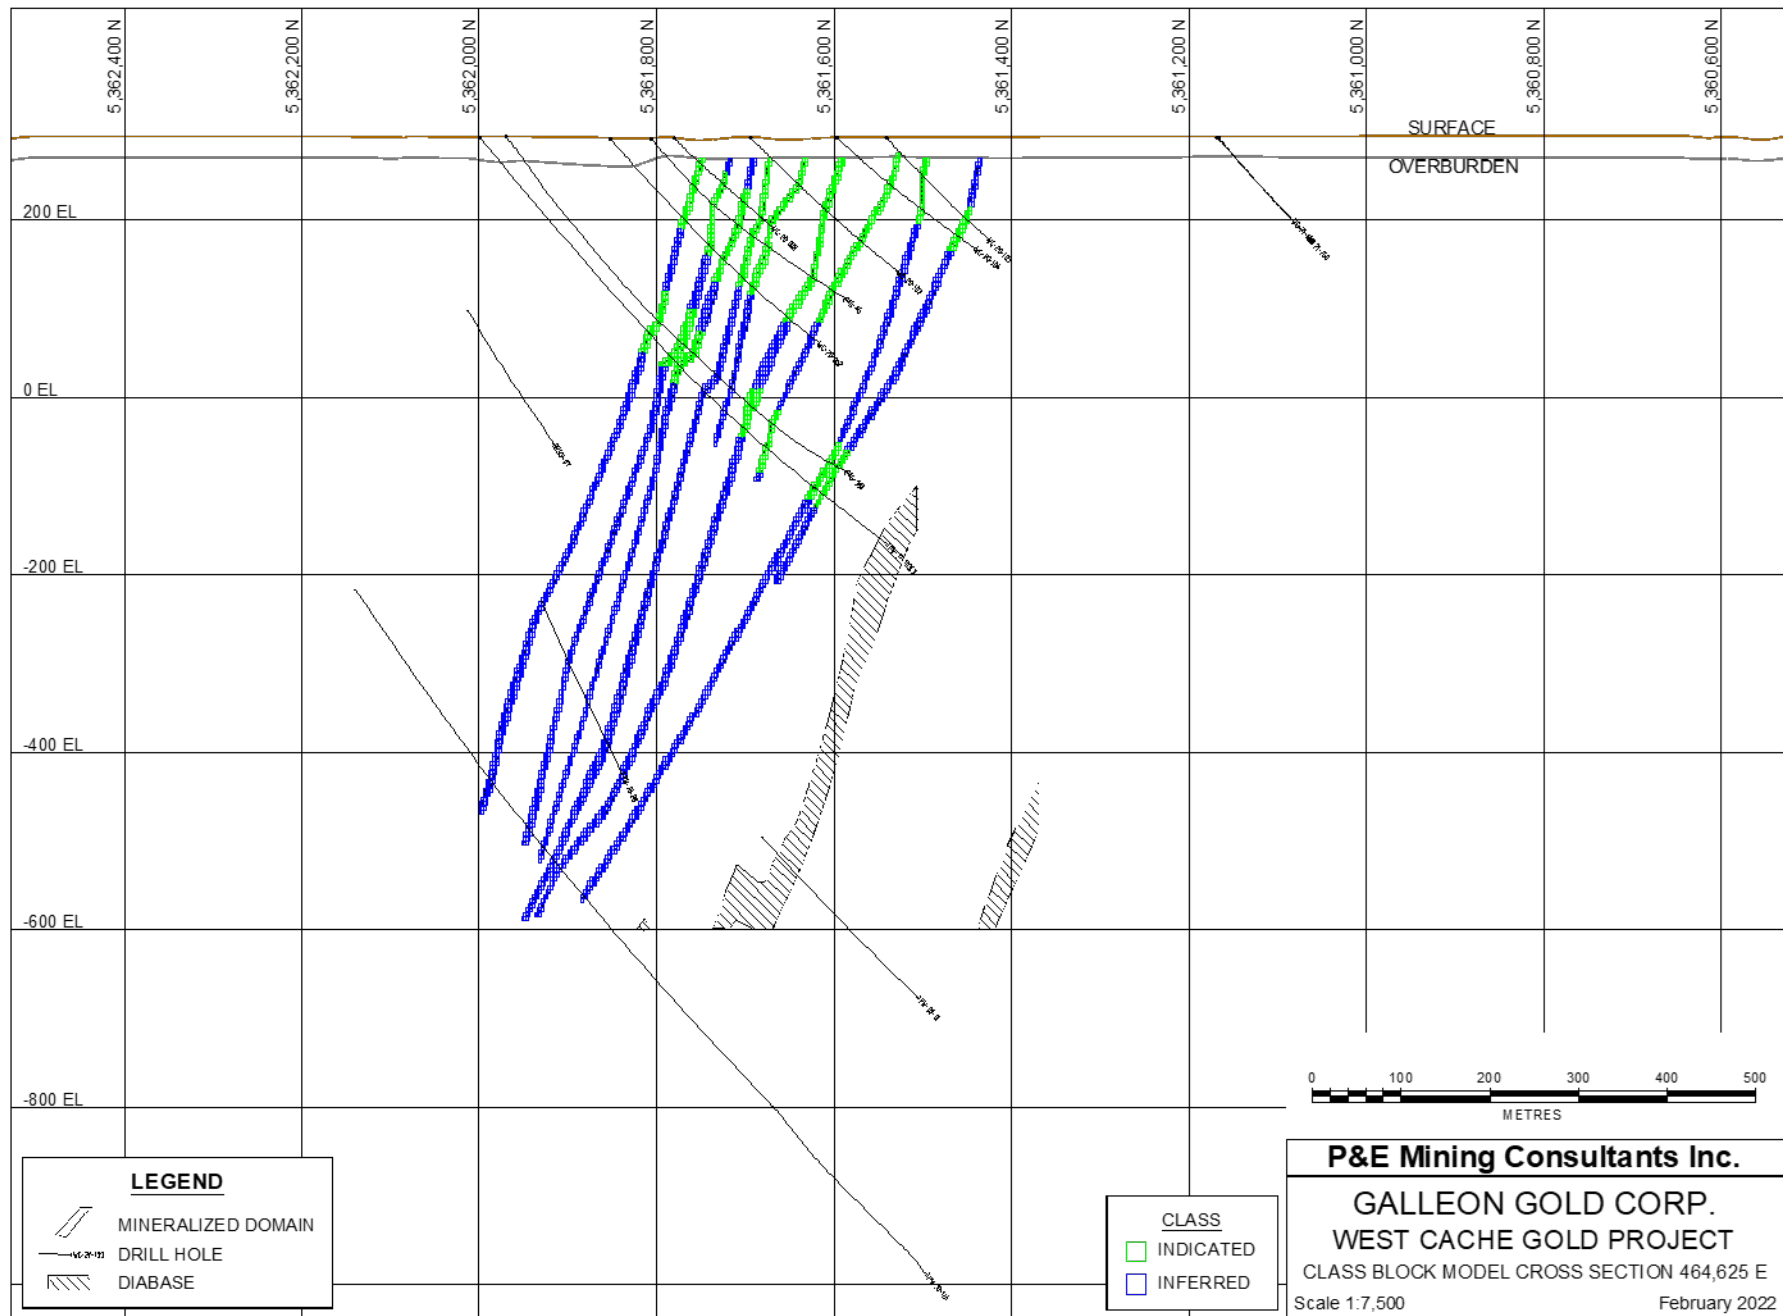 5,362,400 N
5,362,200 N
5,362,000 N
5,361,800 N
5,361,600 N
5,361,400 N
5,361,200 N
5,361,000 N
5,360,800 N
5,360,600 N
SURFACE
OVERBURDEN
200 EL
0 EL
-200 EL
-400 EL
-600 EL
-800 EL
0 100 200 300 400 500
METRES
LEGEND
MINERALIZED DOMAIN
DRILL HOLE
DIABASE
CLASS
INDICATED
INFERRED
P&E Mining Consultants Inc.
GALLEON GOLD CORP.
WEST CACHE GOLD PROJECT
CLASS BLOCK MODEL CROSS SECTION 464,625 E
Scale 1:7,500 February 2022